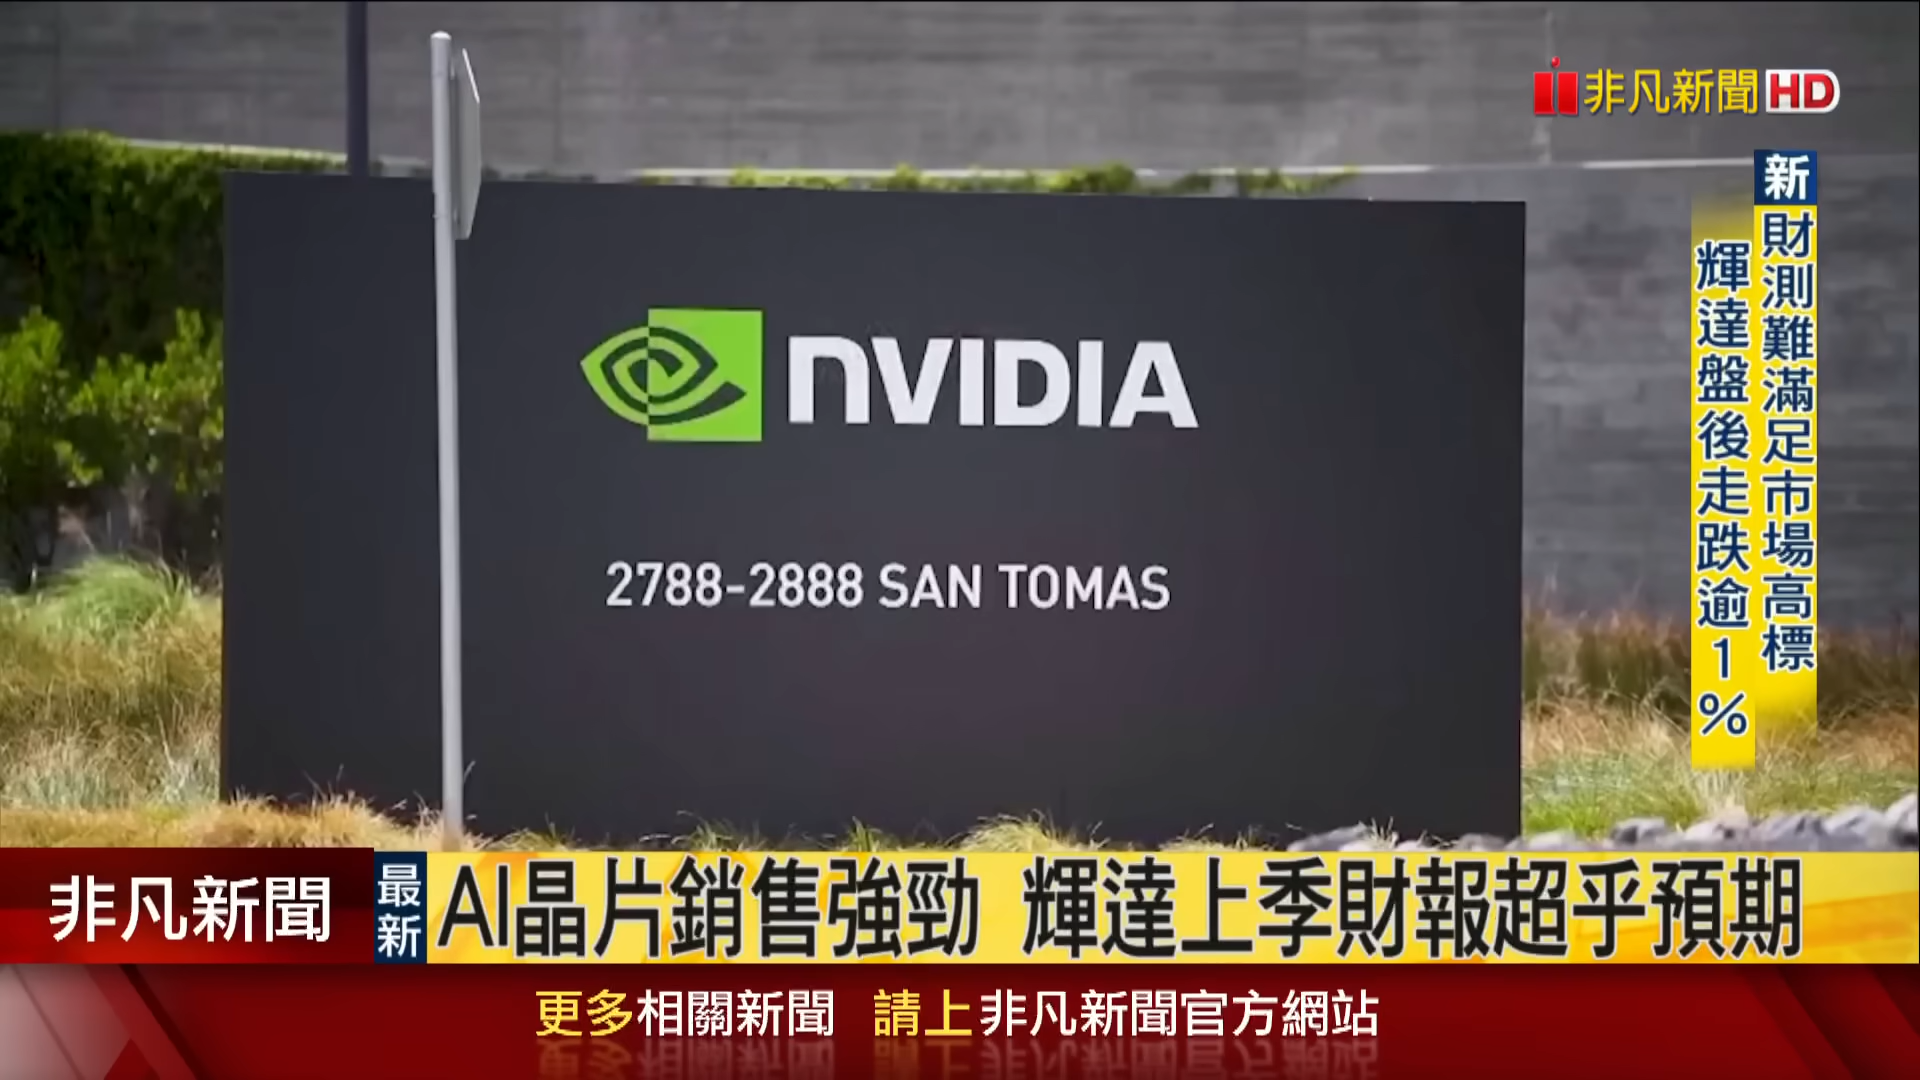 非凡新聞HD
新 財測難滿足市場高標
輝達盤後走跌逾1%
nVIDIA
2788-2888 SAN TOMAS
非凡新聞 最新 AI晶片銷售強勁 輝達上季財報超乎預期
更多相關新聞 請上非凡新聞官方網站